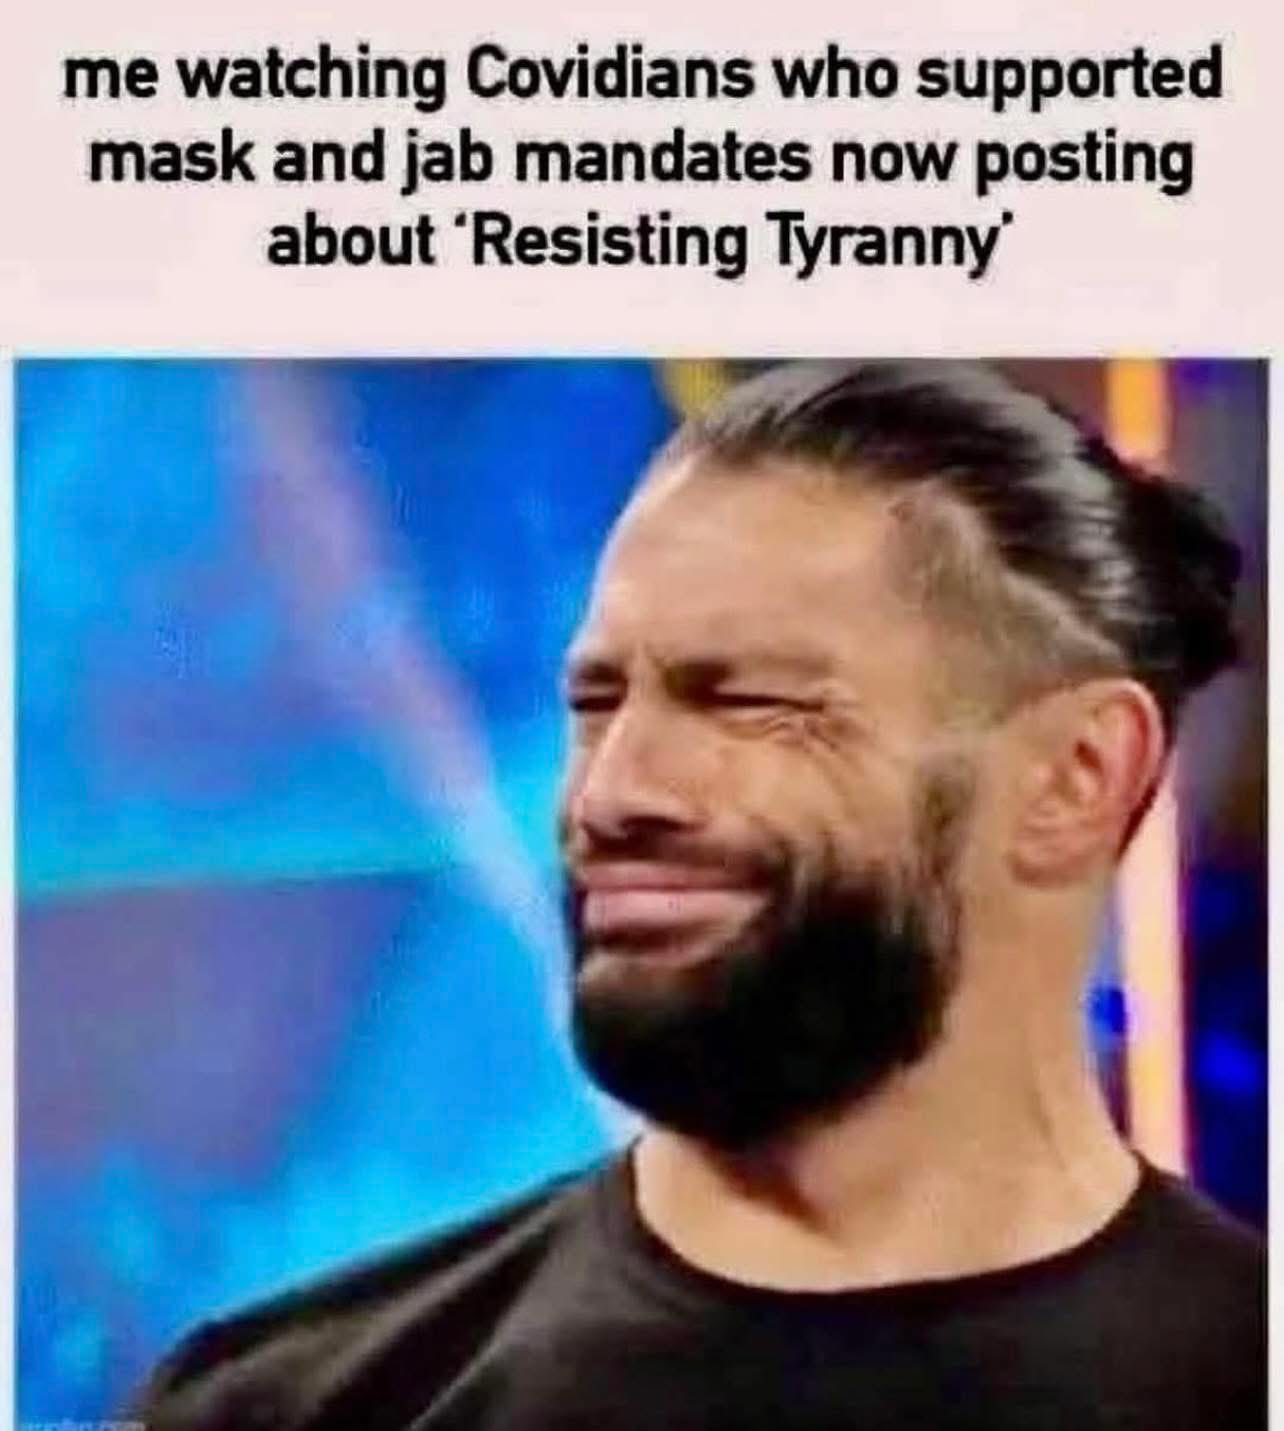 me watching Covidians who supported
mask and jab mandates now posting
about ‘Resisting Tyranny’